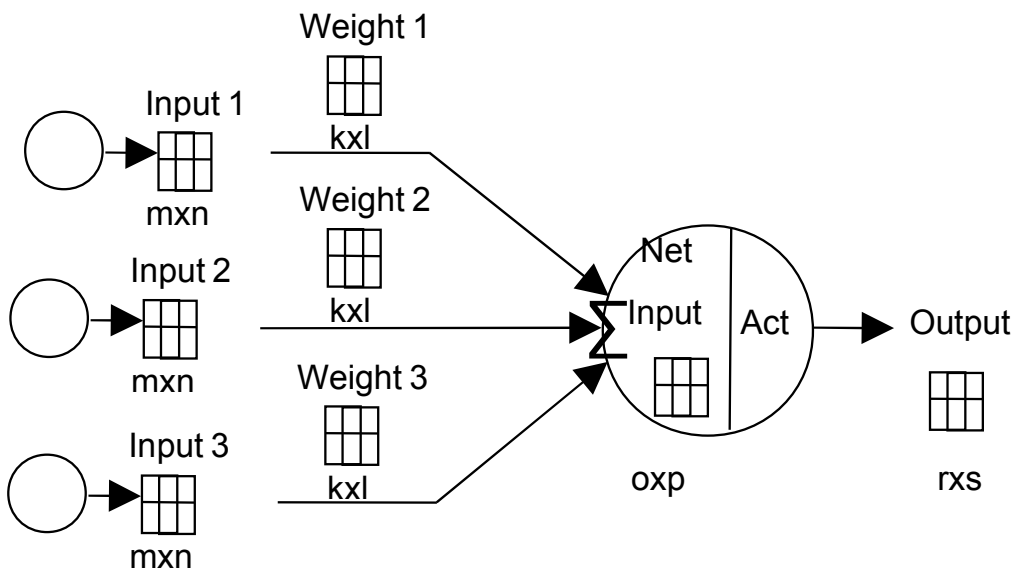 Weight 1
kxl
Input 1
mxn
Weight 2
kxl
Input 2
mxn
Weight 3
kxl
Input 3
mxn
Σ
Net
Input
Act
oxp
Output
rxs